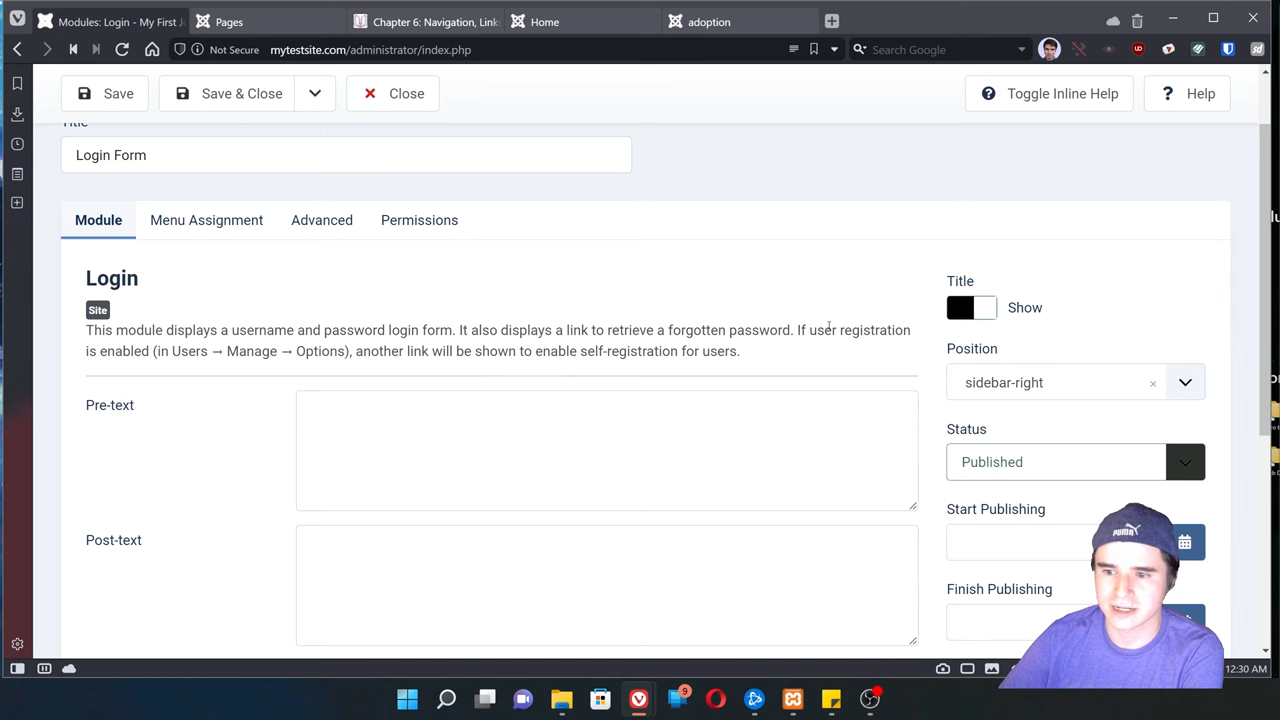 Modules: Login - My First J
Pages
Chapter 6: Navigation, Link
Home
adoption
Not Secure mytestsite.com/administrator/index.php
Search Google
Save
Save & Close
Close
Toggle Inline Help
? Help
Title
Login Form
Module
Menu Assignment
Advanced
Permissions
Login
Site
This module displays a username and password login form. It also displays a link to retrieve a forgotten password. If user registration
is enabled (in Users → Manage → Options), another link will be shown to enable self-registration for users.
Pre-text
Post-text
Title
Show
Position
sidebar-right
Status
Published
Start Publishing
Finish Publishing
PUMA
12:30 AM
9